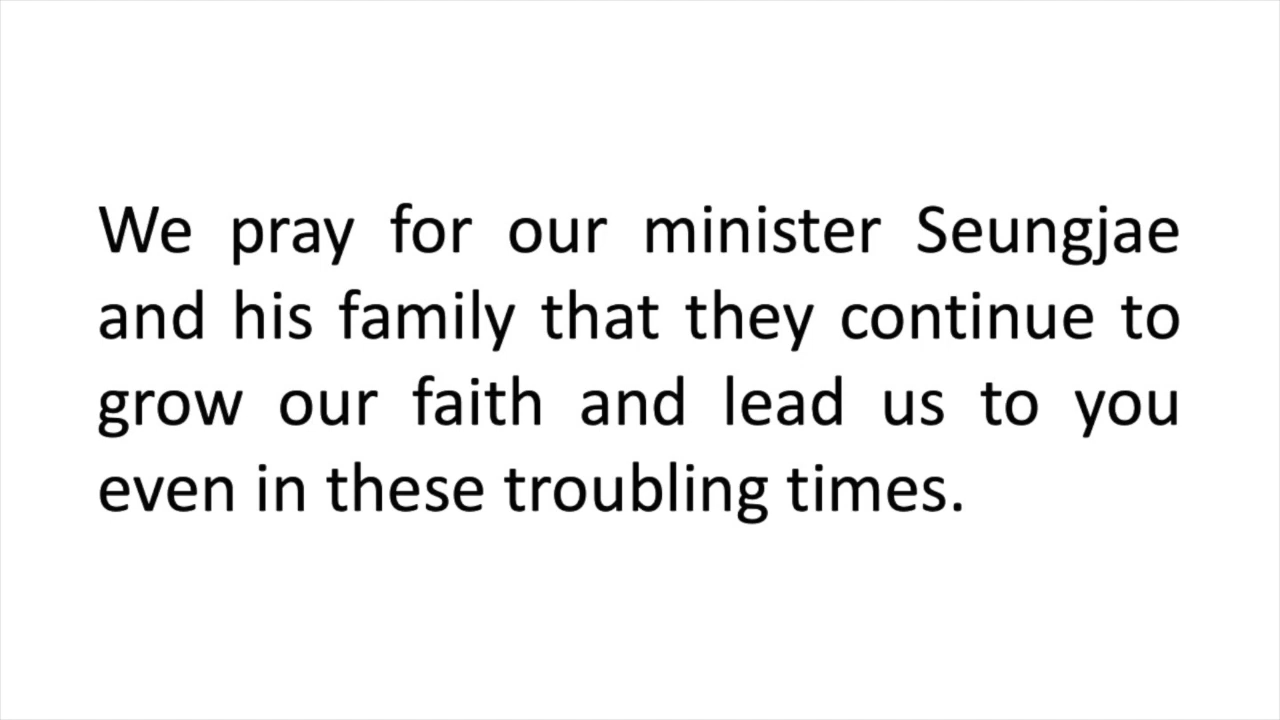 We pray for our minister Seungjae
and his family that they continue to
grow our faith and lead us to you
even in these troubling times.